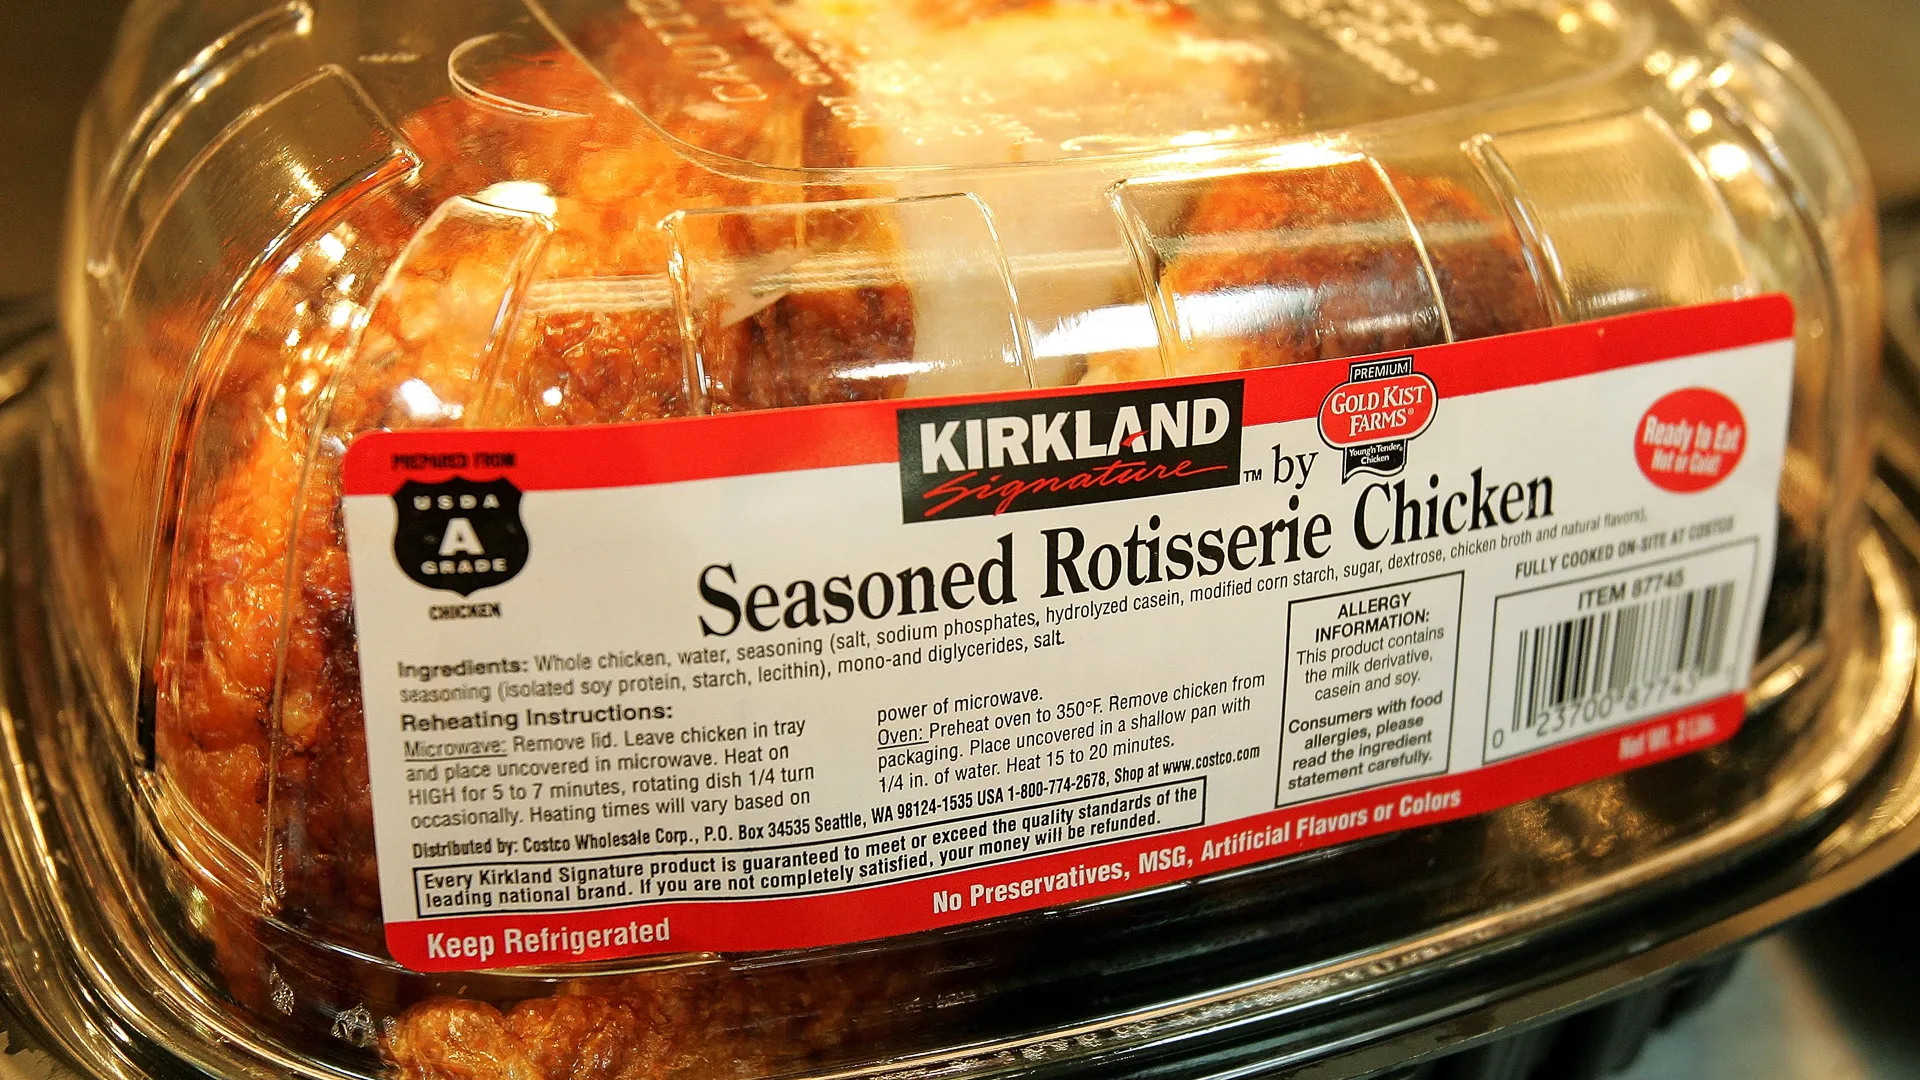 CAUTION
PREPARED FROM
USDA
A
GRADE
CHICKEN
KIRKLAND
Signature™ by
PREMIUM
GOLD KIST
FARMS®
Young'n Tender
Chicken
Ready to Eat
Hot or Cold!
Seasoned Rotisserie Chicken
Ingredients: Whole chicken, water, seasoning (salt, sodium phosphates, hydrolyzed casein, modified corn starch, sugar, dextrose, chicken broth and natural flavors),
seasoning (isolated soy protein, starch, lecithin), mono-and diglycerides, salt.
Reheating Instructions:
Microwave: Remove lid. Leave chicken in tray
and place uncovered in microwave. Heat on
HIGH for 5 to 7 minutes, rotating dish 1/4 turn
occasionally. Heating times will vary based on
power of microwave.
Oven: Preheat oven to 350°F. Remove chicken from
packaging. Place uncovered in a shallow pan with
1/4 in. of water. Heat 15 to 20 minutes.
Distributed by: Costco Wholesale Corp., P.O. Box 34535 Seattle, WA 98124-1535 USA 1-800-774-2678, Shop at www.costco.com
Every Kirkland Signature product is guaranteed to meet or exceed the quality standards of the
leading national brand. If you are not completely satisfied, your money will be refunded.
ALLERGY
INFORMATION:
This product contains
the milk derivative,
casein and soy.
Consumers with food
allergies, please
read the ingredient
statement carefully.
FULLY COOKED ON-SITE AT COSTCO
ITEM 87745
0 23700 87745
Net Wt. 3 Lbs.
Keep Refrigerated
No Preservatives, MSG, Artificial Flavors or Colors